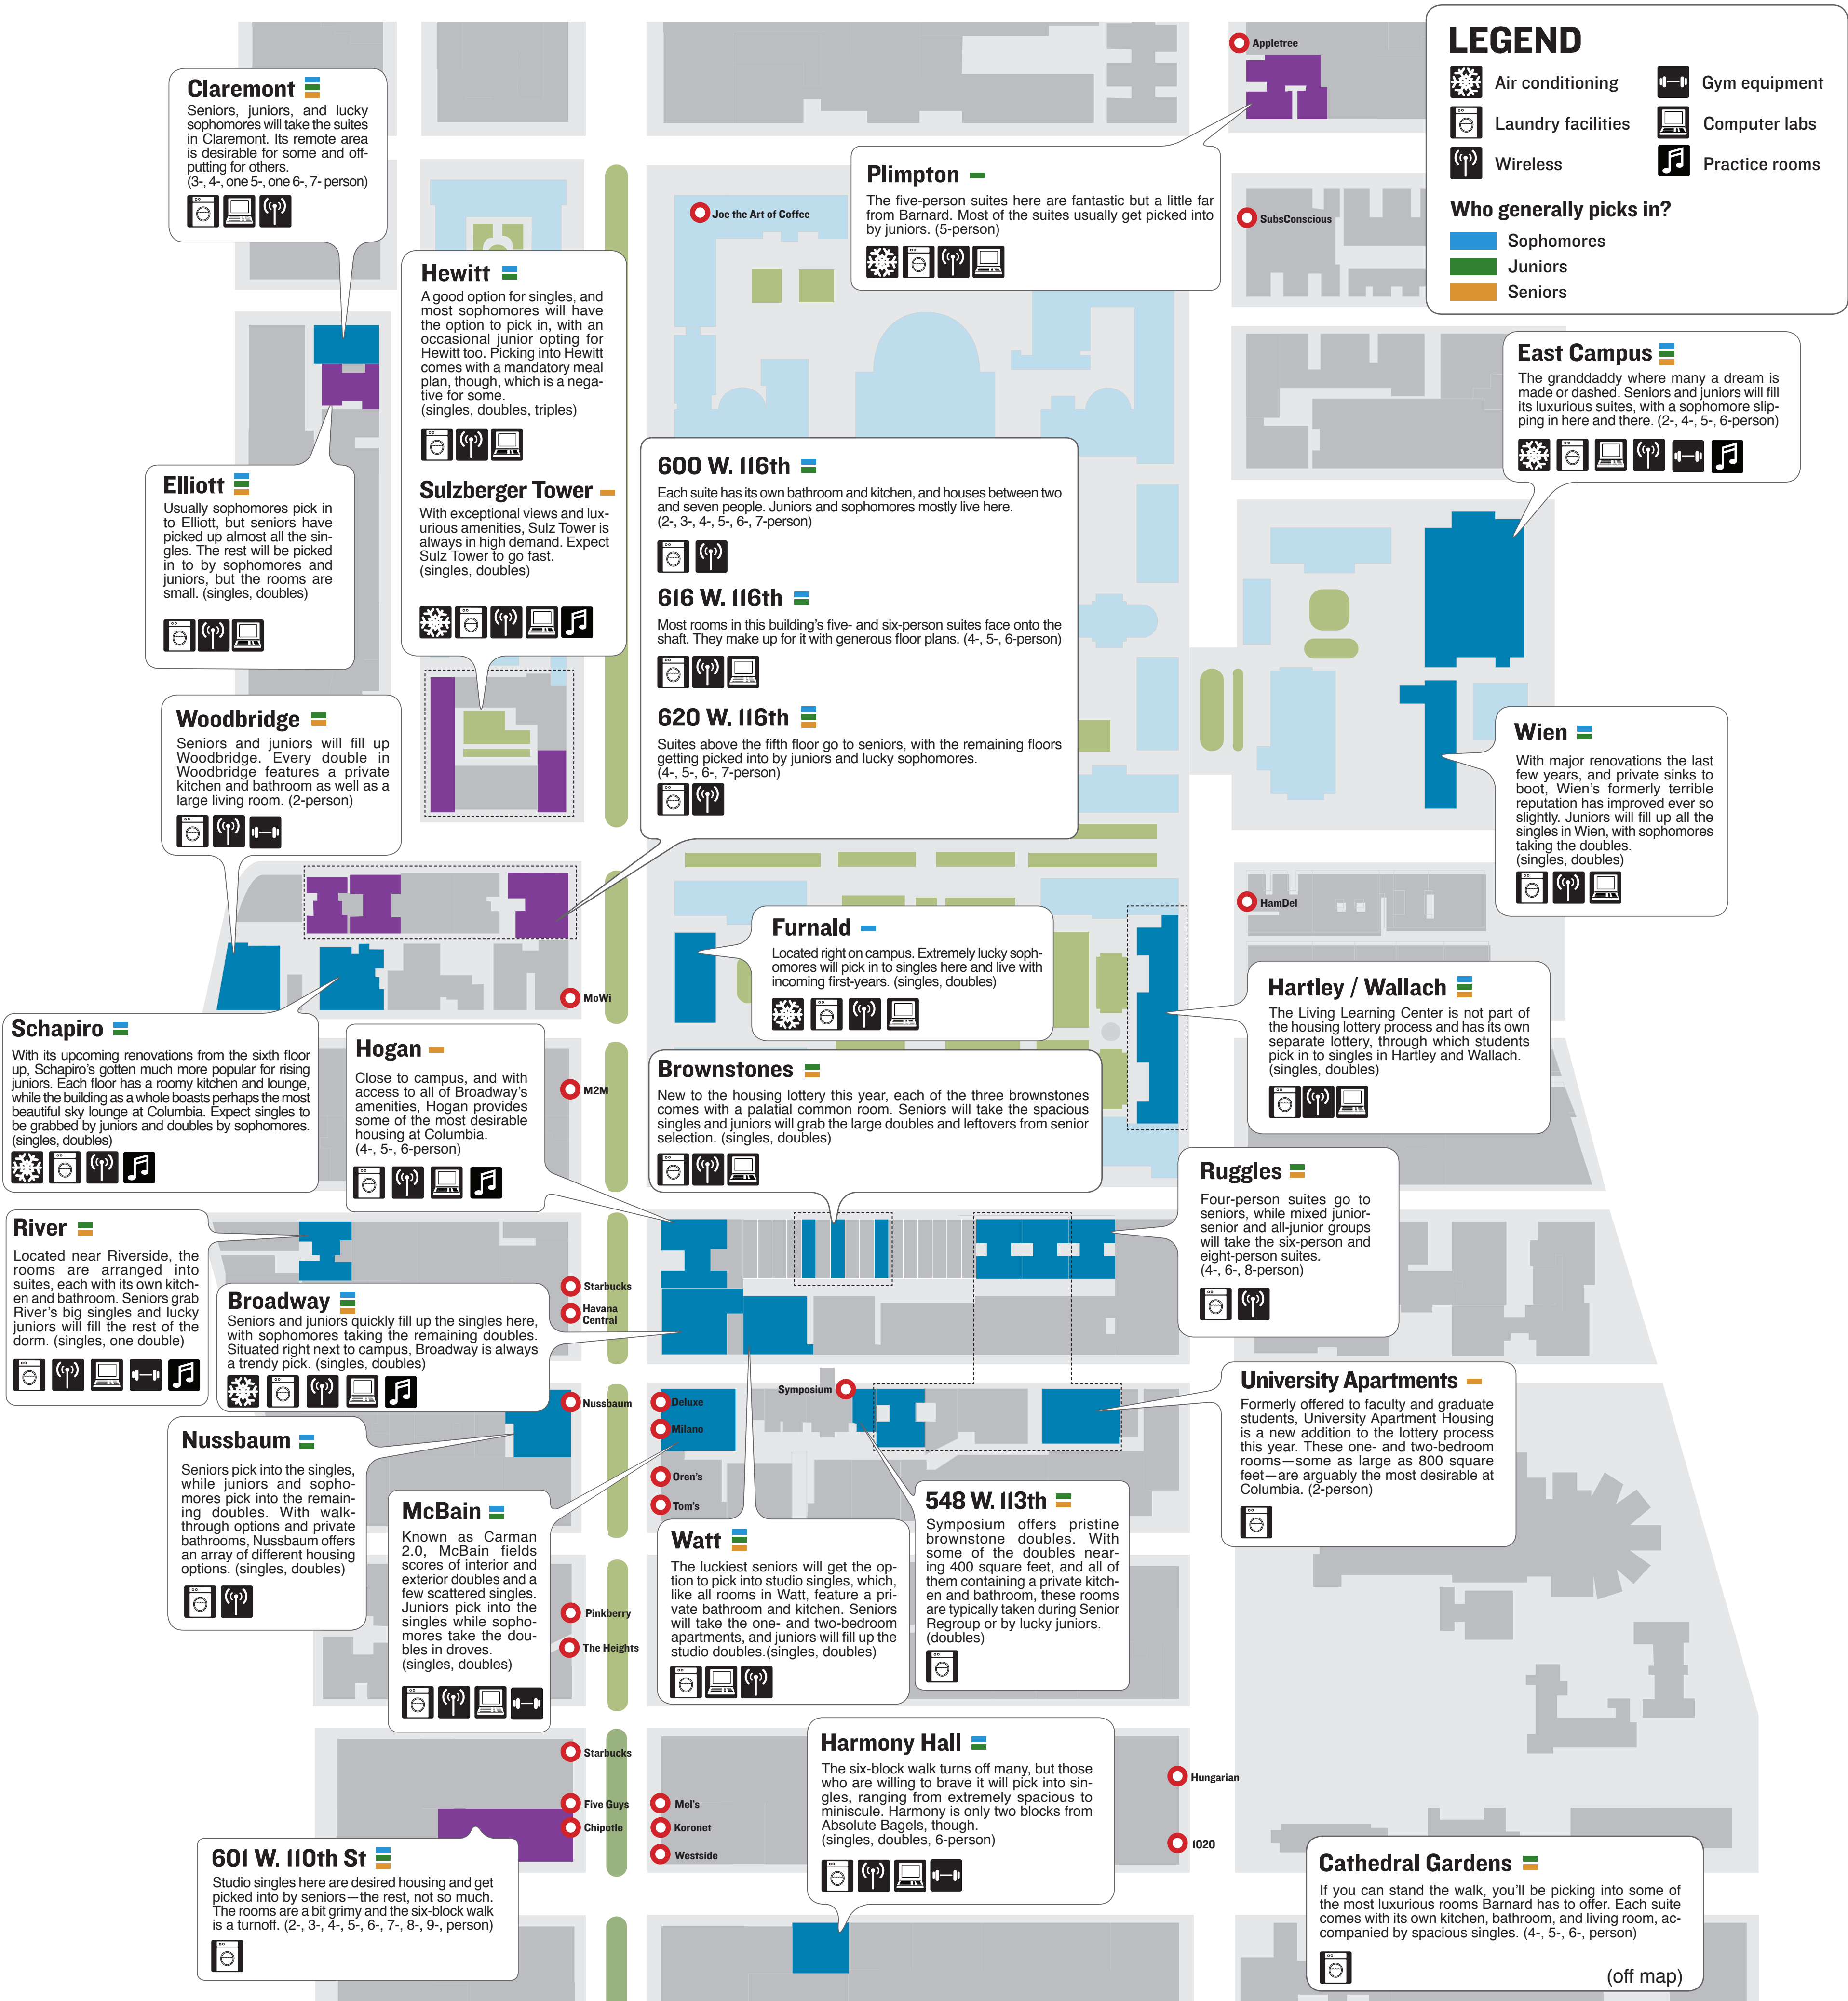 LEGEND
Air conditioning
Gym equipment
Laundry facilities
Computer labs
Wireless
Practice rooms
Who generally picks in?
Sophomores
Juniors
Seniors
Appletree
Claremont
Seniors, juniors, and lucky
sophomores will take the suites
in Claremont. Its remote area
is desirable for some and off-
putting for others.
(3-, 4-, one 5-, one 6-, 7- person)
Plimpton
The five-person suites here are fantastic but a little far
from Barnard. Most of the suites usually get picked into
by juniors. (5-person)
Joe the Art of Coffee
SubsConscious
Hewitt
A good option for singles, and
most sophomores will have
the option to pick in, with an
occasional junior opting for
Hewitt too. Picking into Hewitt
comes with a mandatory meal
plan, though, which is a nega-
tive for some.
(singles, doubles, triples)
Sulzberger Tower
With exceptional views and lux-
urious amenities, Sulz Tower is
always in high demand. Expect
Sulz Tower to go fast.
(singles, doubles)
East Campus
The granddaddy where many a dream is
made or dashed. Seniors and juniors will fill
its luxurious suites, with a sophomore slip-
ping in here and there. (2-, 4-, 5-, 6-person)
Elliott
Usually sophomores pick in
to Elliott, but seniors have
picked up almost all the sin-
gles. The rest will be picked
in to by sophomores and
juniors, but the rooms are
small. (singles, doubles)
600 W. 116th
Each suite has its own bathroom and kitchen, and houses between two
and seven people. Juniors and sophomores mostly live here.
(2-, 3-, 4-, 5-, 6-, 7-person)
616 W. 116th
Most rooms in this building's five- and six-person suites face onto the
shaft. They make up for it with generous floor plans. (4-, 5-, 6-person)
620 W. 116th
Suites above the fifth floor go to seniors, with the remaining floors
getting picked into by juniors and lucky sophomores.
(4-, 5-, 6-, 7-person)
Woodbridge
Seniors and juniors will fill up
Woodbridge. Every double in
Woodbridge features a private
kitchen and bathroom as well as a
large living room. (2-person)
Wien
With major renovations the last
few years, and private sinks to
boot, Wien's formerly terrible
reputation has improved ever so
slightly. Juniors will fill up all the
singles in Wien, with sophomores
taking the doubles.
(singles, doubles)
HamDel
Furnald
Located right on campus. Extremely lucky soph-
omores will pick in to singles here and live with
incoming first-years. (singles, doubles)
MoWi
Hartley / Wallach
The Living Learning Center is not part of
the housing lottery process and has its own
separate lottery, through which students
pick in to singles in Hartley and Wallach.
(singles, doubles)
Schapiro
With its upcoming renovations from the sixth floor
up, Schapiro's gotten much more popular for rising
juniors. Each floor has a roomy kitchen and lounge,
while the building as a whole boasts perhaps the most
beautiful sky lounge at Columbia. Expect singles to
be grabbed by juniors and doubles by sophomores.
(singles, doubles)
Hogan
Close to campus, and with
access to all of Broadway's
amenities, Hogan provides
some of the most desirable
housing at Columbia.
(4-, 5-, 6-person)
M2M
Brownstones
New to the housing lottery this year, each of the three brownstones
comes with a palatial common room. Seniors will take the spacious
singles and juniors will grab the large doubles and leftovers from senior
selection. (singles, doubles)
Ruggles
Four-person suites go to
seniors, while mixed junior-
senior and all-junior groups
will take the six-person and
eight-person suites.
(4-, 6-, 8-person)
River
Located near Riverside, the
rooms are arranged into
suites, each with its own kitch-
en and bathroom. Seniors grab
River's big singles and lucky
juniors will fill the rest of the
dorm. (singles, one double)
Broadway
Seniors and juniors quickly fill up the singles here,
with sophomores taking the remaining doubles.
Situated right next to campus, Broadway is always
a trendy pick. (singles, doubles)
Starbucks
Havana
Central
Symposium
Nussbaum
Deluxe
Milano
Oren's
Tom's
University Apartments
Formerly offered to faculty and graduate
students, University Apartment Housing
is a new addition to the lottery process
this year. These one- and two-bedroom
rooms—some as large as 800 square
feet—are arguably the most desirable at
Columbia. (2-person)
Nussbaum
Seniors pick into the singles,
while juniors and sopho-
mores pick into the remain-
ing doubles. With walk-
through options and private
bathrooms, Nussbaum offers
an array of different housing
options. (singles, doubles)
McBain
Known as Carman
2.0, McBain fields
scores of interior and
exterior doubles and a
few scattered singles.
Juniors pick into the
singles while sopho-
mores take the dou-
bles in droves.
(singles, doubles)
Pinkberry
The Heights
Watt
The luckiest seniors will get the op-
tion to pick into studio singles, which,
like all rooms in Watt, feature a pri-
vate bathroom and kitchen. Seniors
will take the one- and two-bedroom
apartments, and juniors will fill up the
studio doubles.(singles, doubles)
548 W. 113th
Symposium offers pristine
brownstone doubles. With
some of the doubles near-
ing 400 square feet, and all of
them containing a private kitch-
en and bathroom, these rooms
are typically taken during Senior
Regroup or by lucky juniors.
(doubles)
Starbucks
Five Guys
Chipotle
Mel's
Koronet
Westside
Harmony Hall
The six-block walk turns off many, but those
who are willing to brave it will pick into sin-
gles, ranging from extremely spacious to
miniscule. Harmony is only two blocks from
Absolute Bagels, though.
(singles, doubles, 6-person)
Hungarian
1020
601 W. 110th St
Studio singles here are desired housing and get
picked into by seniors—the rest, not so much.
The rooms are a bit grimy and the six-block walk
is a turnoff. (2-, 3-, 4-, 5-, 6-, 7-, 8-, 9-, person)
Cathedral Gardens
If you can stand the walk, you'll be picking into some of
the most luxurious rooms Barnard has to offer. Each suite
comes with its own kitchen, bathroom, and living room, ac-
companied by spacious singles. (4-, 5-, 6-, person)
(off map)